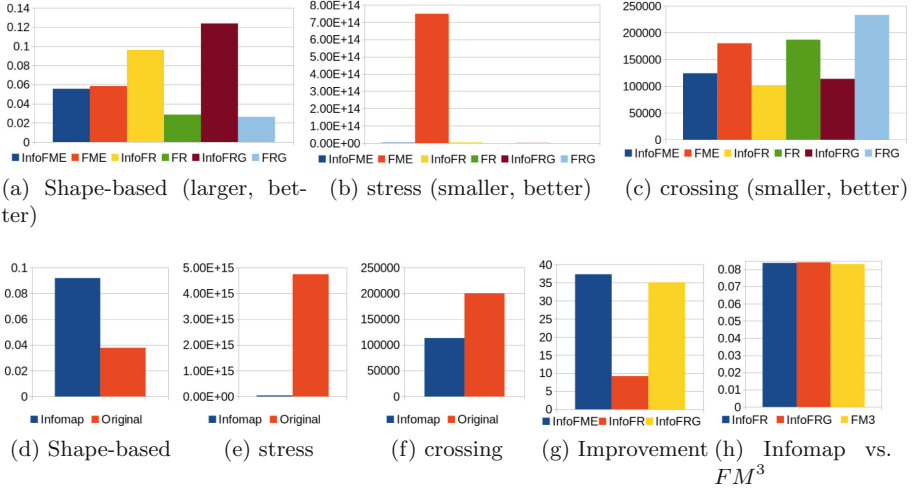 0.14
0.12
0.1
0.08
0.06
0.04
0.02
0
InfoFME FME InfoFR FR InfoRFG FRG
(a) Shape-based (larger, bet-
ter)
8.00E+14
7.00E+14
6.00E+14
5.00E+14
4.00E+14
3.00E+14
2.00E+14
1.00E+14
0.00E+00
InfoFME FME InfoFR FR InfoFRG FRG
(b) stress (smaller, better)
250000
200000
150000
100000
50000
0
InfoFME FME InfoFR FR InfoFRG FRG
(c) crossing (smaller, better)
0.1
0.08
0.06
0.04
0.02
0
Infomap Original
(d) Shape-based
5.00E+15
4.00E+15
3.00E+15
2.00E+15
1.00E+15
0.00E+00
Infomap Original
(e) stress
250000
200000
150000
100000
50000
0
Infomap Original
(f) crossing
40
35
30
25
20
15
10
5
0
InfoFME InfoFR InfoFRG
(g) Improvement
0.08
0.07
0.06
0.05
0.04
0.03
0.02
0.01
0
InfoFR InfoFRG FM3
(h) Infomap vs.
FM³